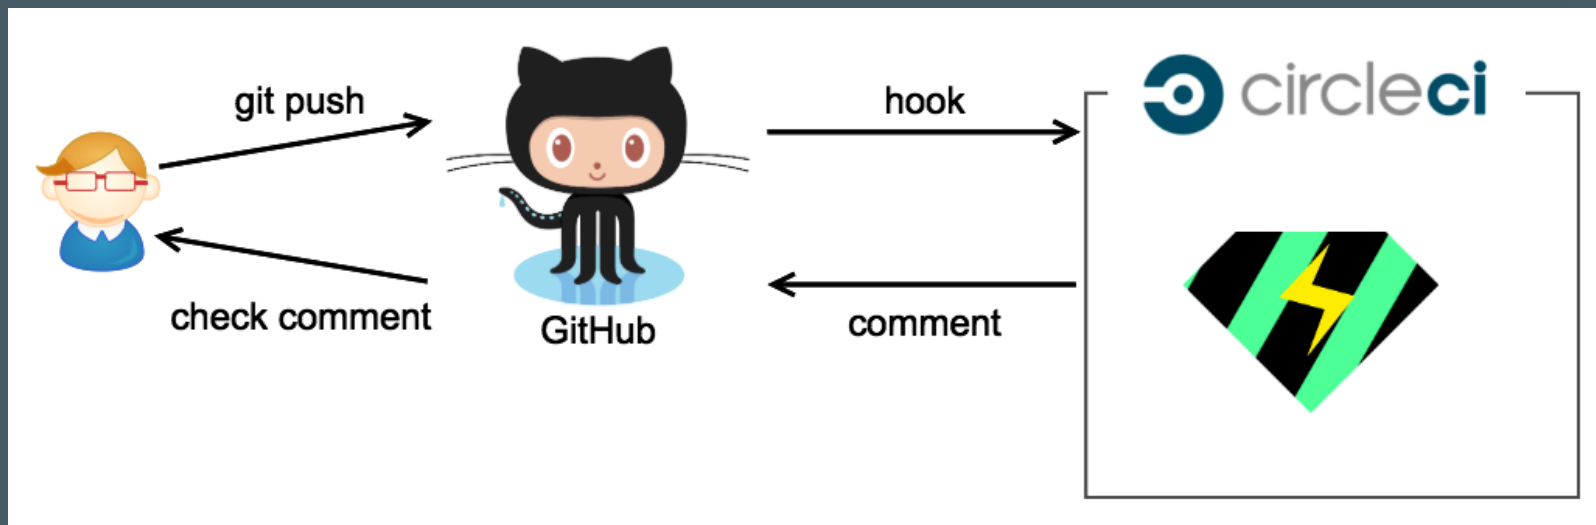 git push
hook
circleci
check comment
GitHub
comment